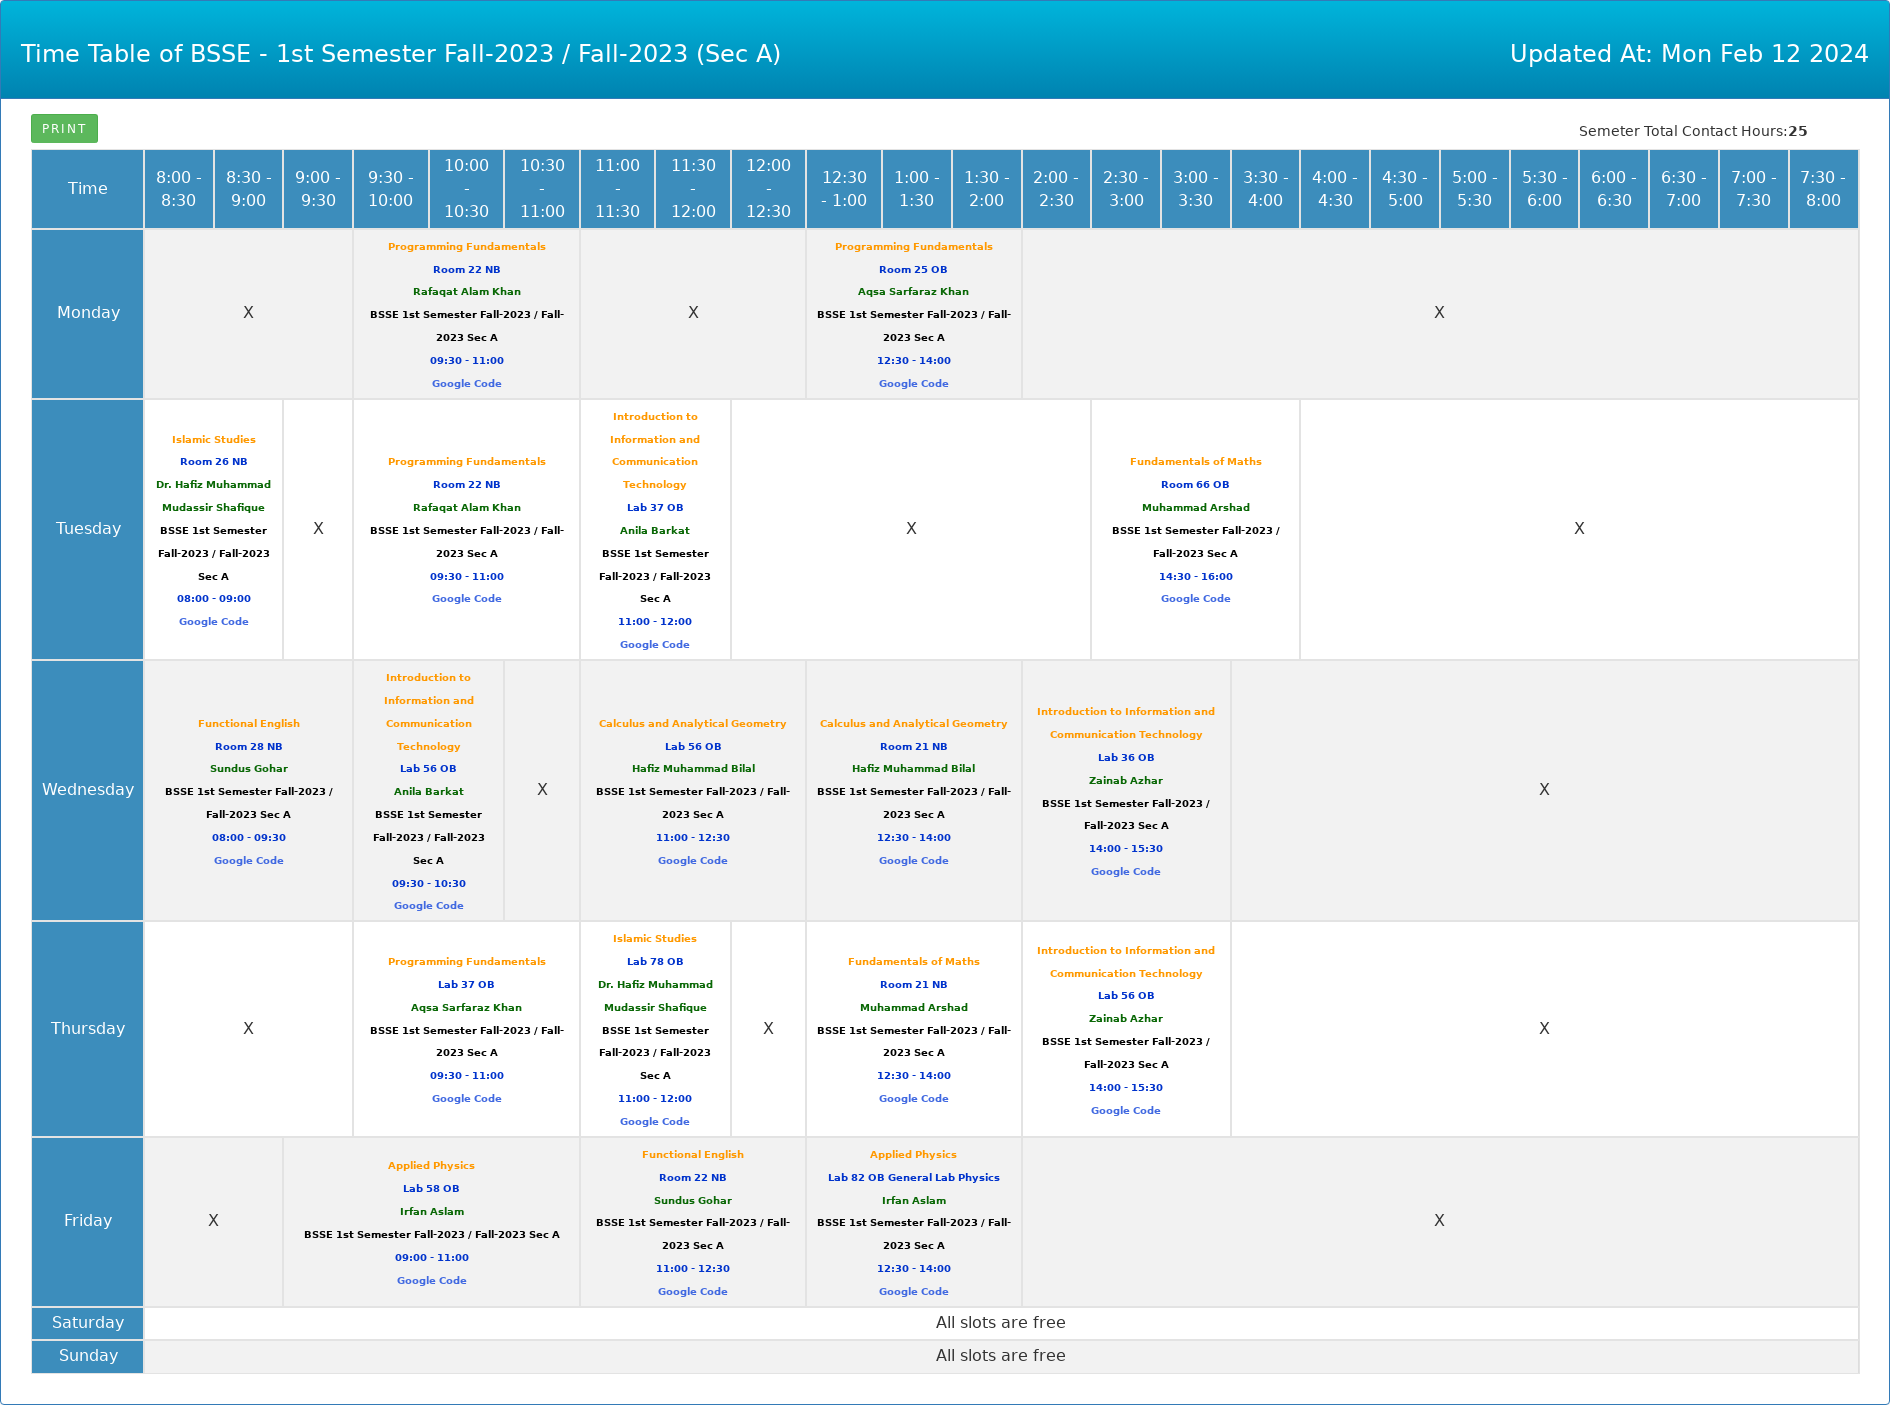 Time Table of BSSE - 1st Semester Fall-2023 / Fall-2023 (Sec A)
Updated At: Mon Feb 12 2024
PRINT
Semeter Total Contact Hours:25
Time
8:00 -
8:30
8:30 -
9:00
9:00 -
9:30
9:30 -
10:00
10:00
-
10:30
10:30
-
11:00
11:00
-
11:30
11:30
-
12:00
12:00
-
12:30
12:30
- 1:00
1:00 -
1:30
1:30 -
2:00
2:00 -
2:30
2:30 -
3:00
3:00 -
3:30
3:30 -
4:00
4:00 -
4:30
4:30 -
5:00
5:00 -
5:30
5:30 -
6:00
6:00 -
6:30
6:30 -
7:00
7:00 -
7:30
7:30 -
8:00
Monday
X
Programming Fundamentals
Room 22 NB
Rafaqat Alam Khan
BSSE 1st Semester Fall-2023 / Fall-
2023 Sec A
09:30 - 11:00
Google Code
X
Programming Fundamentals
Room 25 OB
Aqsa Sarfaraz Khan
BSSE 1st Semester Fall-2023 / Fall-
2023 Sec A
12:30 - 14:00
Google Code
X
Tuesday
Islamic Studies
Room 26 NB
Dr. Hafiz Muhammad
Mudassir Shafique
BSSE 1st Semester
Fall-2023 / Fall-2023
Sec A
08:00 - 09:00
Google Code
X
Programming Fundamentals
Room 22 NB
Rafaqat Alam Khan
BSSE 1st Semester Fall-2023 / Fall-
2023 Sec A
09:30 - 11:00
Google Code
Introduction to
Information and
Communication
Technology
Lab 37 OB
Anila Barkat
BSSE 1st Semester
Fall-2023 / Fall-2023
Sec A
11:00 - 12:00
Google Code
X
Fundamentals of Maths
Room 66 OB
Muhammad Arshad
BSSE 1st Semester Fall-2023 /
Fall-2023 Sec A
14:30 - 16:00
Google Code
X
Wednesday
Functional English
Room 28 NB
Sundus Gohar
BSSE 1st Semester Fall-2023 /
Fall-2023 Sec A
08:00 - 09:30
Google Code
Introduction to
Information and
Communication
Technology
Lab 56 OB
Anila Barkat
BSSE 1st Semester
Fall-2023 / Fall-2023
Sec A
09:30 - 10:30
Google Code
X
Calculus and Analytical Geometry
Lab 56 OB
Hafiz Muhammad Bilal
BSSE 1st Semester Fall-2023 / Fall-
2023 Sec A
11:00 - 12:30
Google Code
Calculus and Analytical Geometry
Room 21 NB
Hafiz Muhammad Bilal
BSSE 1st Semester Fall-2023 / Fall-
2023 Sec A
12:30 - 14:00
Google Code
Introduction to Information and
Communication Technology
Lab 36 OB
Zainab Azhar
BSSE 1st Semester Fall-2023 /
Fall-2023 Sec A
14:00 - 15:30
Google Code
X
Thursday
X
Programming Fundamentals
Lab 37 OB
Aqsa Sarfaraz Khan
BSSE 1st Semester Fall-2023 / Fall-
2023 Sec A
09:30 - 11:00
Google Code
Islamic Studies
Lab 78 OB
Dr. Hafiz Muhammad
Mudassir Shafique
BSSE 1st Semester
Fall-2023 / Fall-2023
Sec A
11:00 - 12:00
Google Code
X
Fundamentals of Maths
Room 21 NB
Muhammad Arshad
BSSE 1st Semester Fall-2023 / Fall-
2023 Sec A
12:30 - 14:00
Google Code
Introduction to Information and
Communication Technology
Lab 56 OB
Zainab Azhar
BSSE 1st Semester Fall-2023 /
Fall-2023 Sec A
14:00 - 15:30
Google Code
X
Friday
X
Applied Physics
Lab 58 OB
Irfan Aslam
BSSE 1st Semester Fall-2023 / Fall-2023 Sec A
09:00 - 11:00
Google Code
Functional English
Room 22 NB
Sundus Gohar
BSSE 1st Semester Fall-2023 / Fall-
2023 Sec A
11:00 - 12:30
Google Code
Applied Physics
Lab 82 OB General Lab Physics
Irfan Aslam
BSSE 1st Semester Fall-2023 / Fall-
2023 Sec A
12:30 - 14:00
Google Code
X
Saturday
All slots are free
Sunday
All slots are free